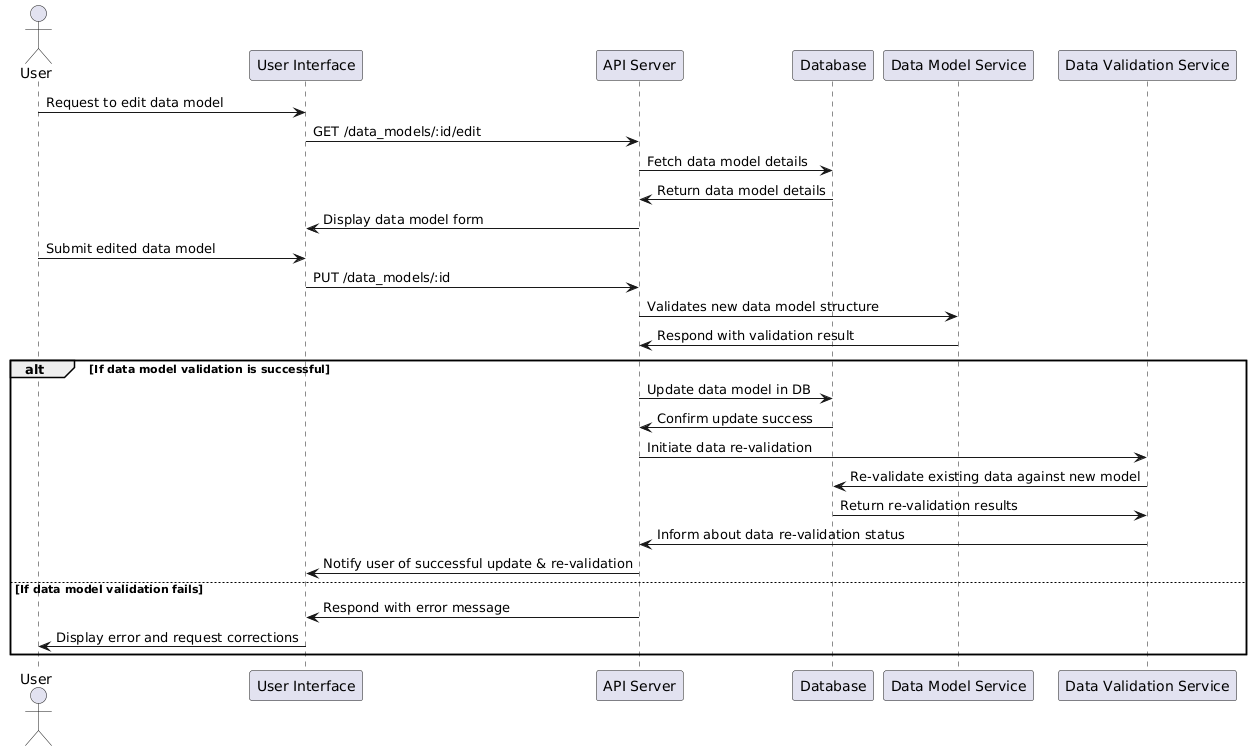 User
User Interface
API Server
Database
Data Model Service
Data Validation Service
Request to edit data model
GET /data_models/:id/edit
Fetch data model details
Return data model details
Display data model form
Submit edited data model
PUT /data_models/:id
Validates new data model structure
Respond with validation result
alt
[If data model validation is successful]
Update data model in DB
Confirm update success
Initiate data re-validation
Re-validate existing data against new model
Return re-validation results
Inform about data re-validation status
Notify user of successful update & re-validation
[If data model validation fails]
Respond with error message
Display error and request corrections
User
User Interface
API Server
Database
Data Model Service
Data Validation Service